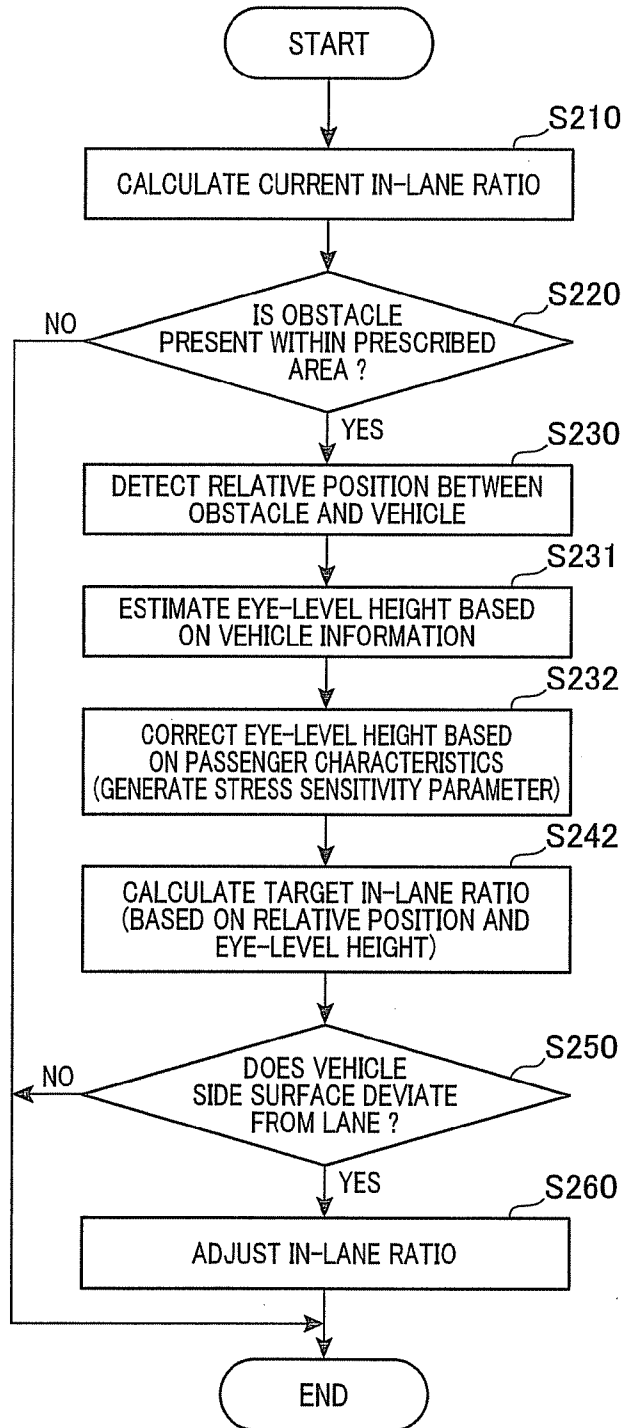 START
S210
CALCULATE CURRENT IN-LANE RATIO
S220
NO
IS OBSTACLE
PRESENT WITHIN PRESCRIBED
AREA ?
YES
S230
DETECT RELATIVE POSITION BETWEEN
OBSTACLE AND VEHICLE
S231
ESTIMATE EYE-LEVEL HEIGHT BASED
ON VEHICLE INFORMATION
S232
CORRECT EYE-LEVEL HEIGHT BASED
ON PASSENGER CHARACTERISTICS
(GENERATE STRESS SENSITIVITY PARAMETER)
S242
CALCULATE TARGET IN-LANE RATIO
(BASED ON RELATIVE POSITION AND
EYE-LEVEL HEIGHT)
S250
NO
DOES VEHICLE
SIDE SURFACE DEVIATE
FROM LANE ?
YES
S260
ADJUST IN-LANE RATIO
END